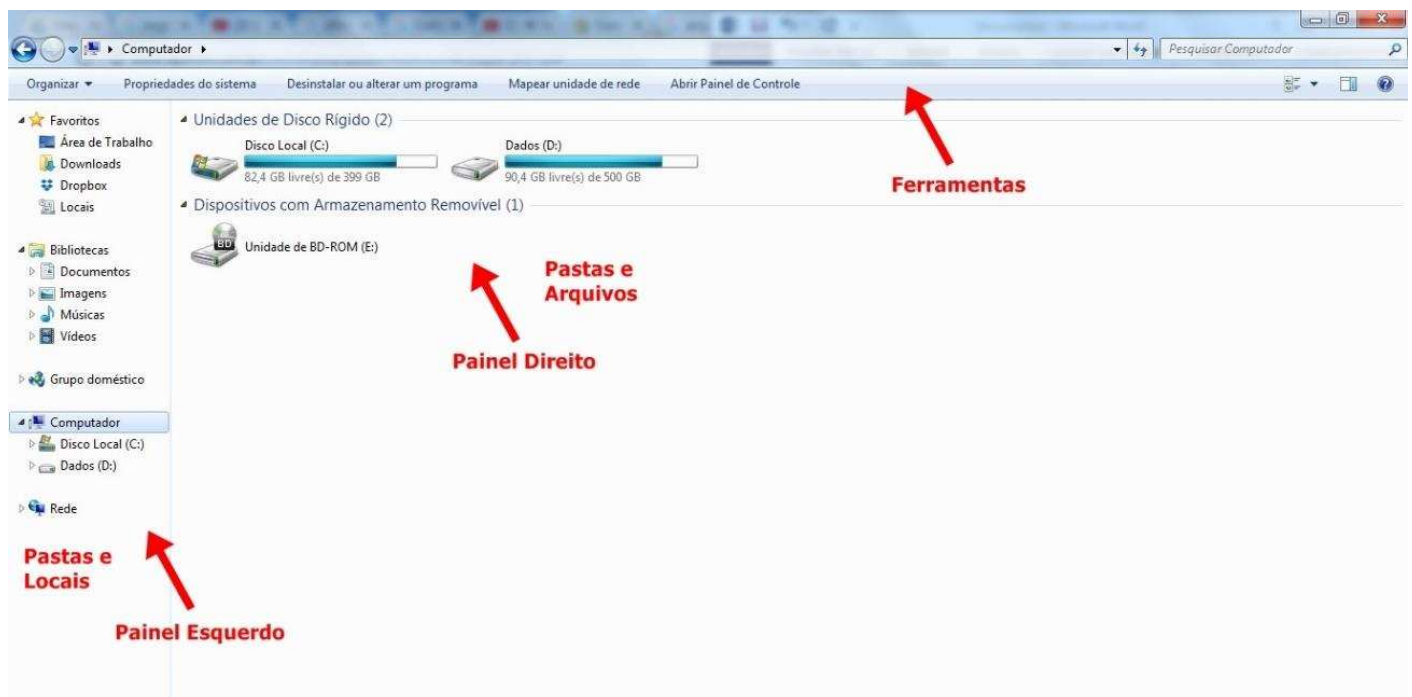 Computador
Pesquisar Computador
Organizar
Propriedades do sistema
Desinstalar ou alterar um programa
Mapear unidade de rede
Abrir Painel de Controle
Ferramentas
Favoritos
Área de Trabalho
Downloads
Dropbox
Locais
Bibliotecas
Documentos
Imagens
Músicas
Vídeos
Grupo doméstico
Computador
Disco Local (C:)
Dados (D:)
Rede
Pastas e
Locais
Painel Esquerdo
Unidades de Disco Rígido (2)
Disco Local (C:)
82,4 GB livre(s) de 399 GB
Dados (D:)
90,4 GB livre(s) de 500 GB
Dispositivos com Armazenamento Removível (1)
BD
Unidade de BD-ROM (E:)
Pastas e
Arquivos
Painel Direito